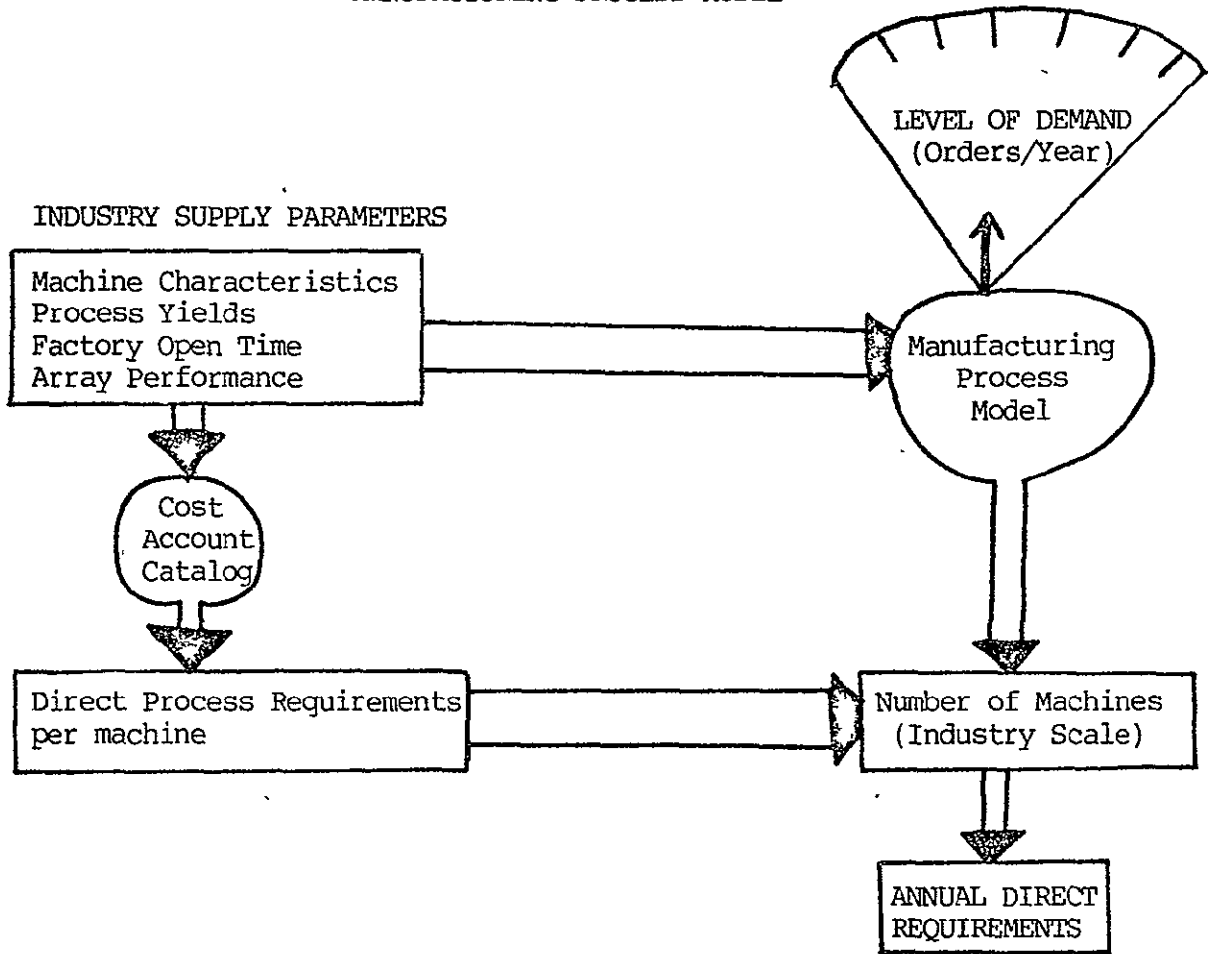 LEVEL OF DEMAND
(Orders/Year)
INDUSTRY SUPPLY PARAMETERS
Machine Characteristics
Process Yields
Factory Open Time
Array Performance
Manufacturing
Process
Model
Cost
Account
Catalog
Direct Process Requirements
per machine
Number of Machines
(Industry Scale)
ANNUAL DIRECT
REQUIREMENTS